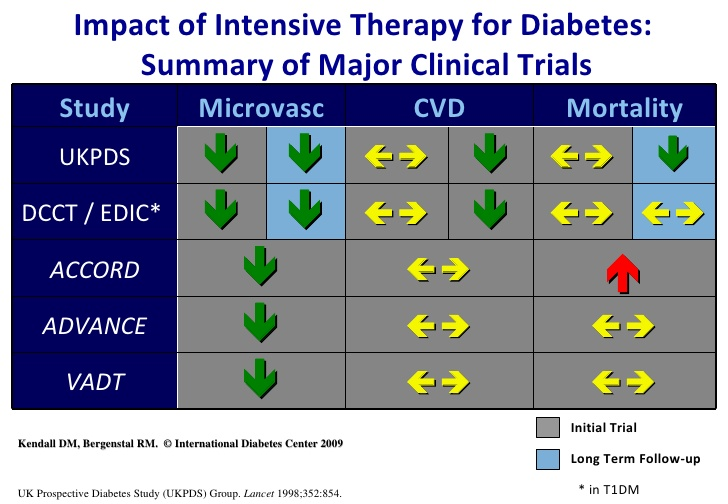 Impact of Intensive Therapy for Diabetes:
Summary of Major Clinical Trials
Study Microvasc CVD Mortality
UKPDS
DCCT / EDIC*
ACCORD
ADVANCE
VADT
Initial Trial
Kendall DM, Bergenstal RM. © International Diabetes Center 2009
Long Term Follow-up
* in T1DM
UK Prospective Diabetes Study (UKPDS) Group. Lancet 1998;352:854.